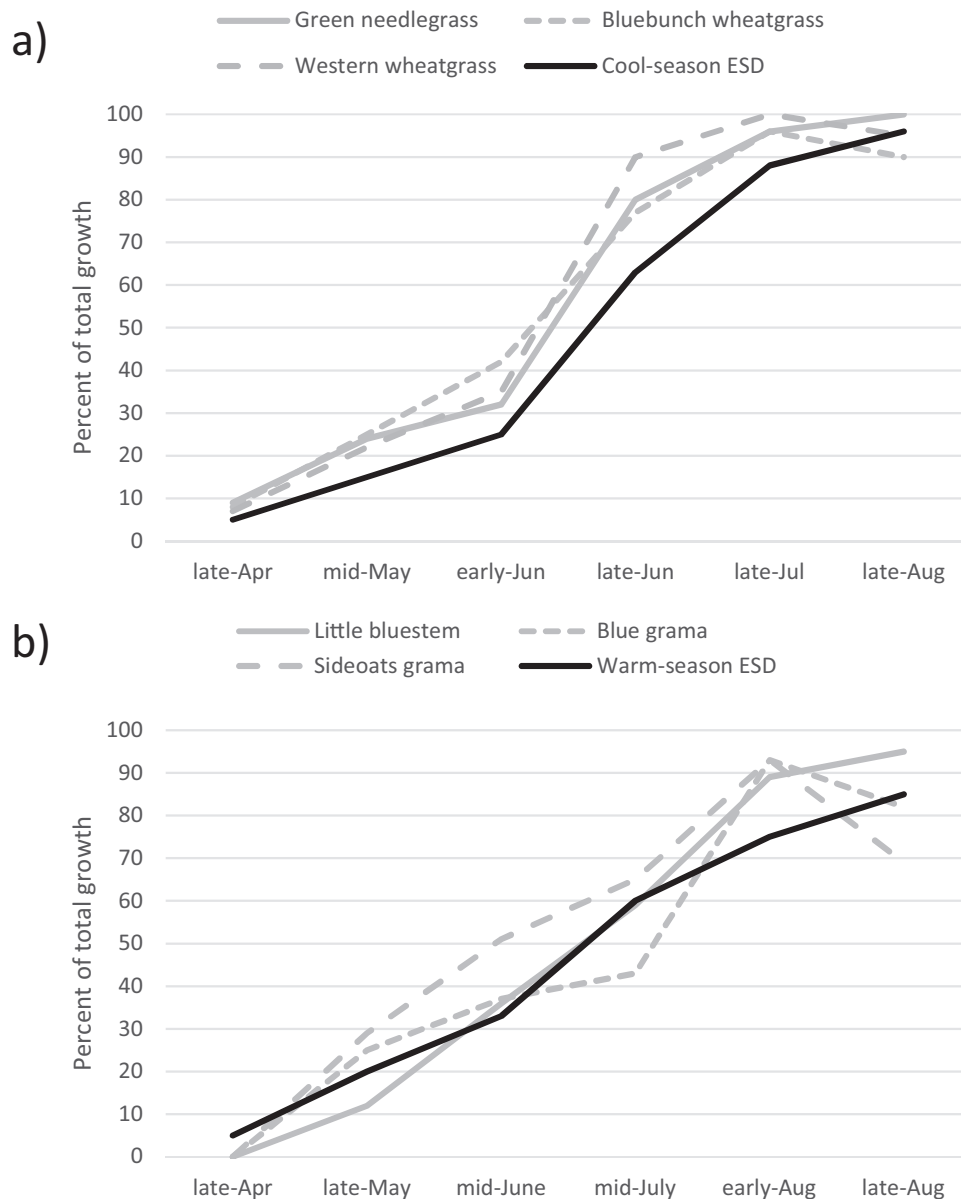 a)
Green needlegrass Bluebunch wheatgrass
Western wheatgrass Cool-season ESD
Percent of total growth
100
90
80
70
60
50
40
30
20
10
0
late-Apr mid-May early-Jun late-Jun late-Jul late-Aug
b)
Little bluestem Blue grama
Sideoats grama Warm-season ESD
Percent of total growth
100
90
80
70
60
50
40
30
20
10
0
late-Apr late-May mid-June mid-July early-Aug late-Aug